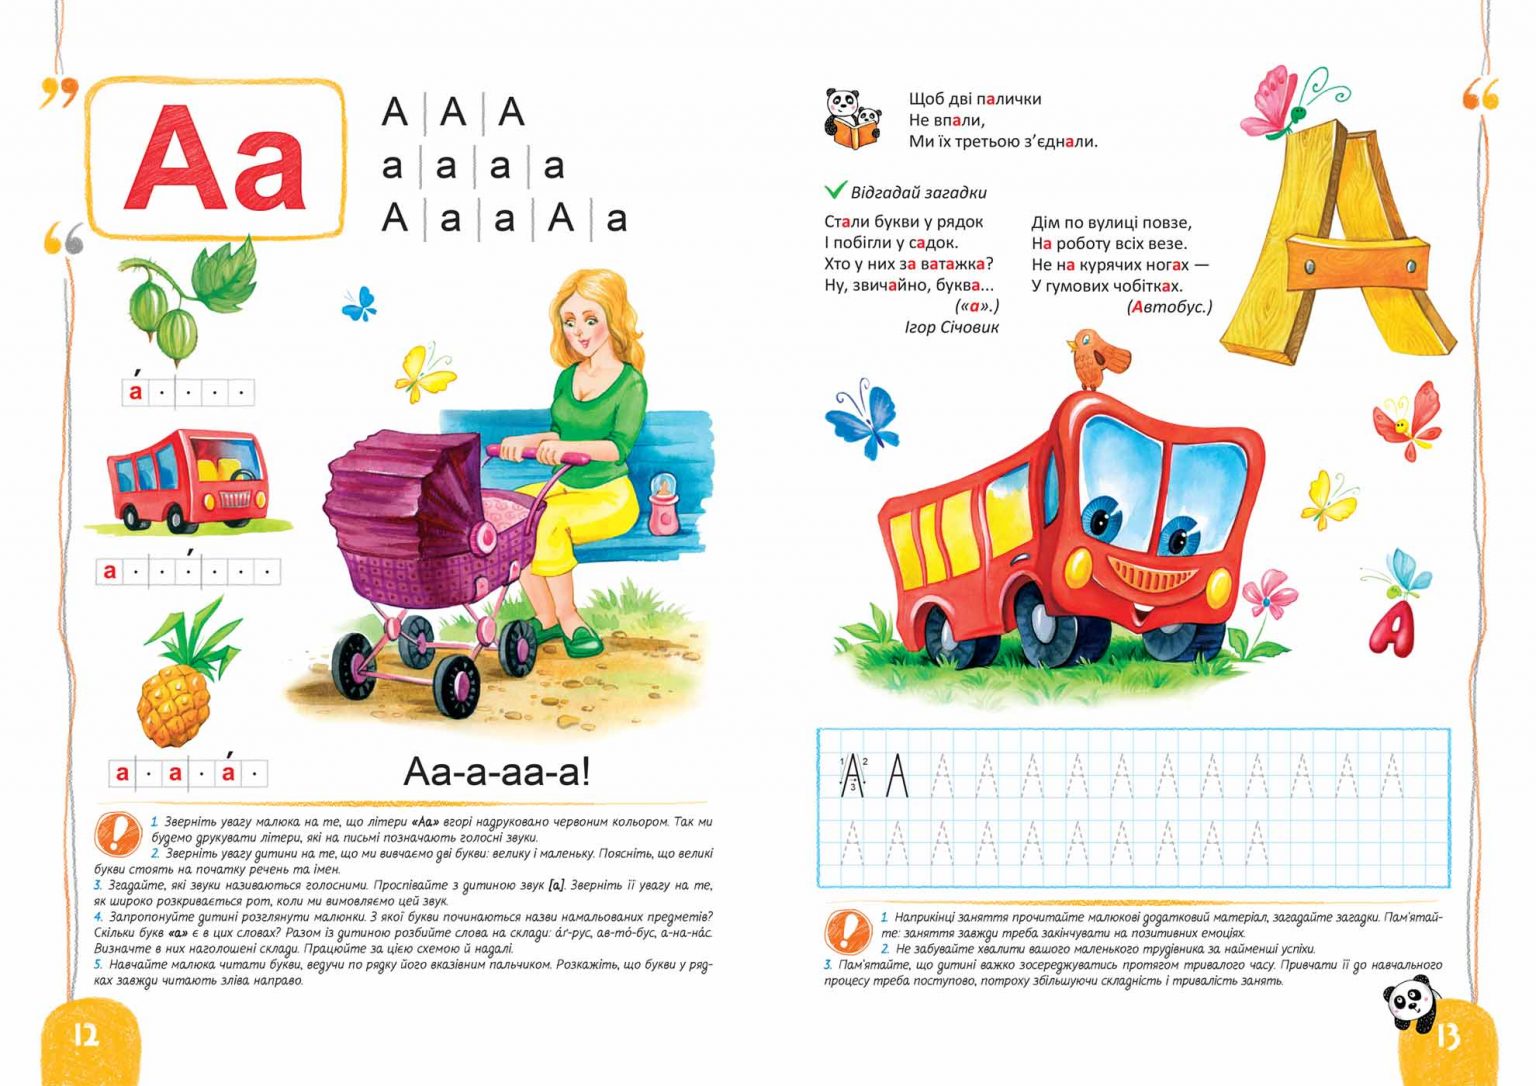 Аа
А А А
а а а а
А а а А а
а́ · · · ·
а · · · · · ·
а · а · а́ ·
Аа-а-аа-а!
1. Зверніть увагу малюка на те, що літери «Аа» вгорі надруковано червоним кольором. Так ми
будемо друкувати літери, які на письмі позначають голосні звуки.
2. Зверніть увагу дитини на те, що ми вивчаємо дві букви: велику і маленьку. Поясніть, що великі
букви стоять на початку речень та імен.
3. Згадайте, які звуки називаються голосними. Проспівайте з дитиною звук [а]. Зверніть її увагу на те,
як широко розкривається рот, коли ми вимовляємо цей звук.
4. Запропонуйте дитині розглянути малюнки. З якої букви починаються назви намальованих предметів?
Скільки букв «а» є в цих словах? Разом із дитиною розбийте слова на склади: а́ґ-рус, ав-то́-бус, а-на-на́с.
Визначте в них наголошені склади. Працюйте за цією схемою й надалі.
5. Навчайте малюка читати букви, ведучи по рядку його вказівним пальчиком. Розкажіть, що букви у ряд-
ках завжди читають зліва направо.
12
Щоб дві палички
Не впали,
Ми їх третьою з’єднали.
Відгадай загадки
Стали букви у рядок
І побігли у садок.
Хто у них за ватажка?
Ну, звичайно, буква...
(«а».)
Ігор Січовик
Дім по вулиці повзе,
На роботу всіх везе.
Не на курячих ногах —
У гумових чобітках.
(Автобус.)
А
А
1 2 3
А А А А А А А А А А А А А
А А А А А А А А А А
1. Наприкінці заняття прочитайте малюкові додатковий матеріал, загадайте загадки. Пам'ятай-
те: заняття завжди треба закінчувати на позитивних емоціях.
2. Не забувайте хвалити вашого маленького трудівника за найменші успіхи.
3. Пам'ятайте, що дитині важко зосереджуватись протягом тривалого часу. Привчати її до навчального
процесу треба поступово, потроху збільшуючи складність і тривалість занять.
13